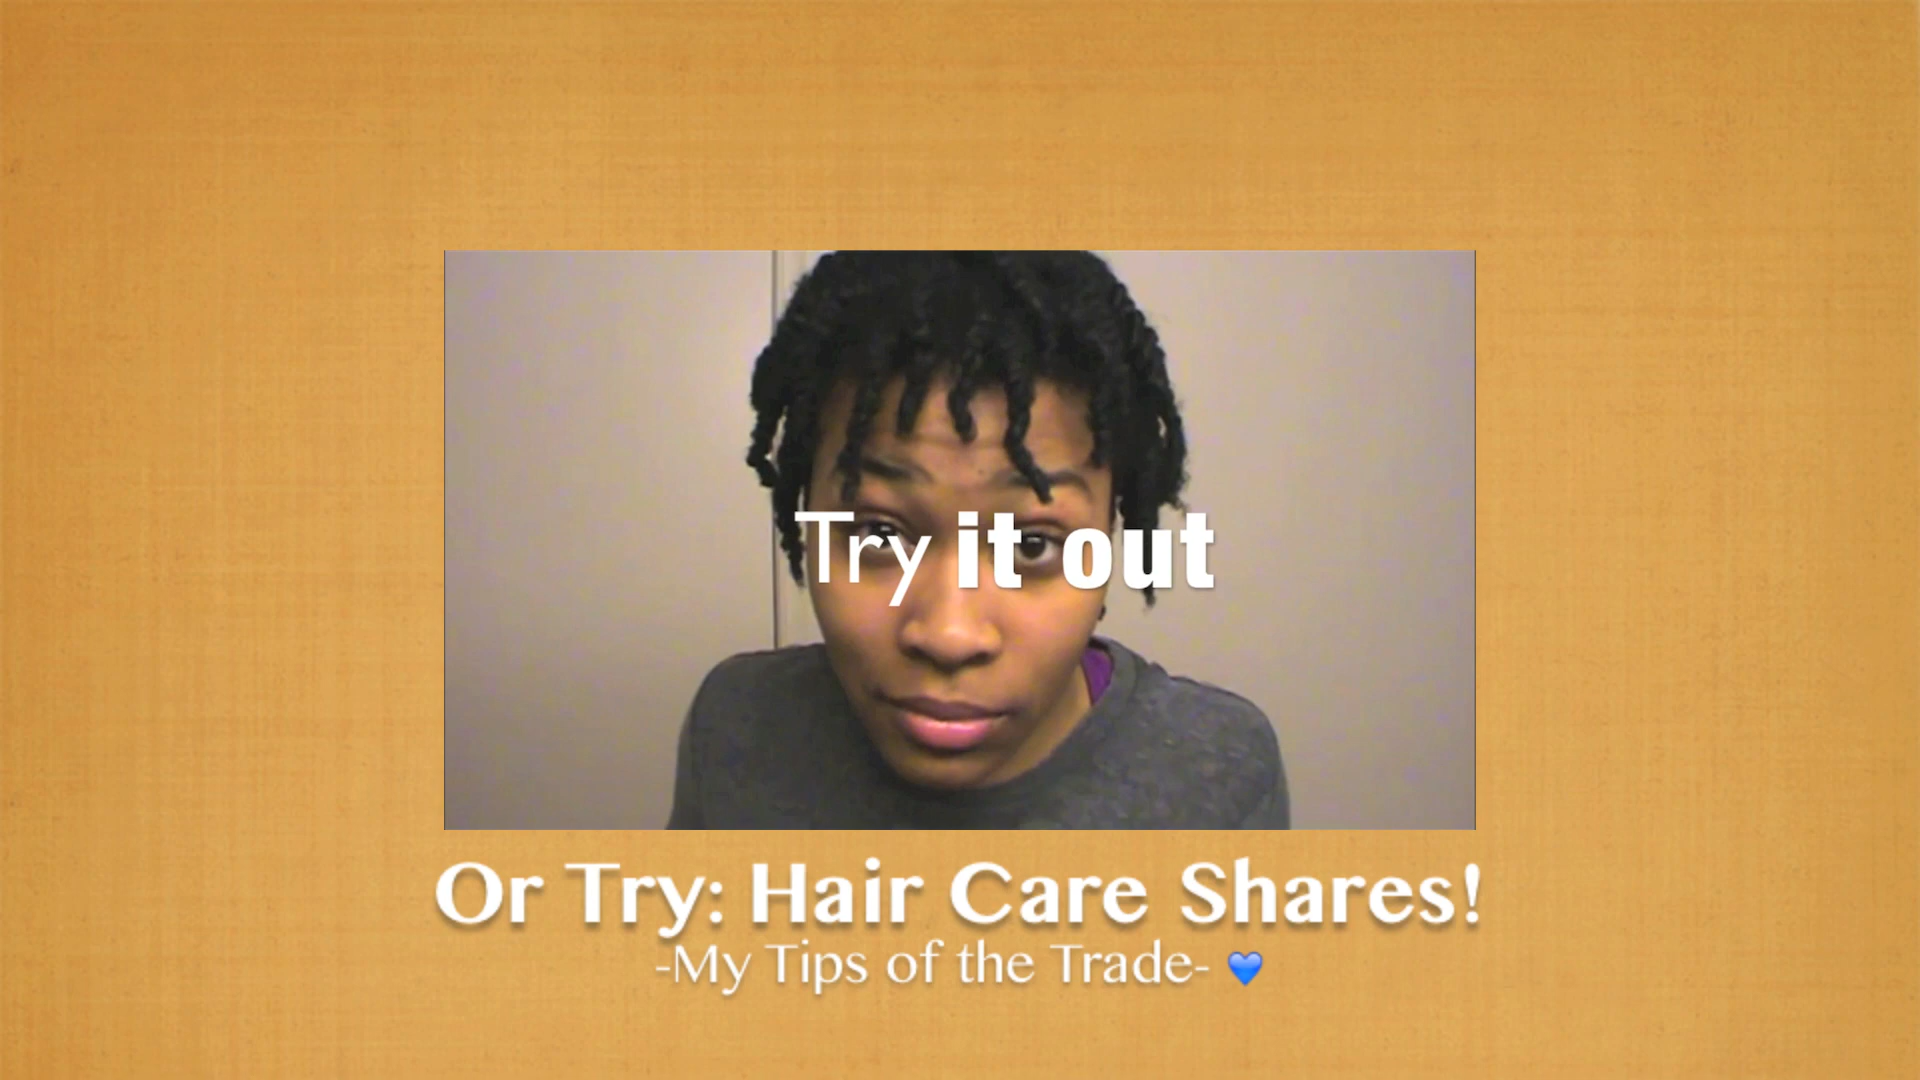 Try it out
Or Try: Hair Care Shares!
-My Tips of the Trade- 💙